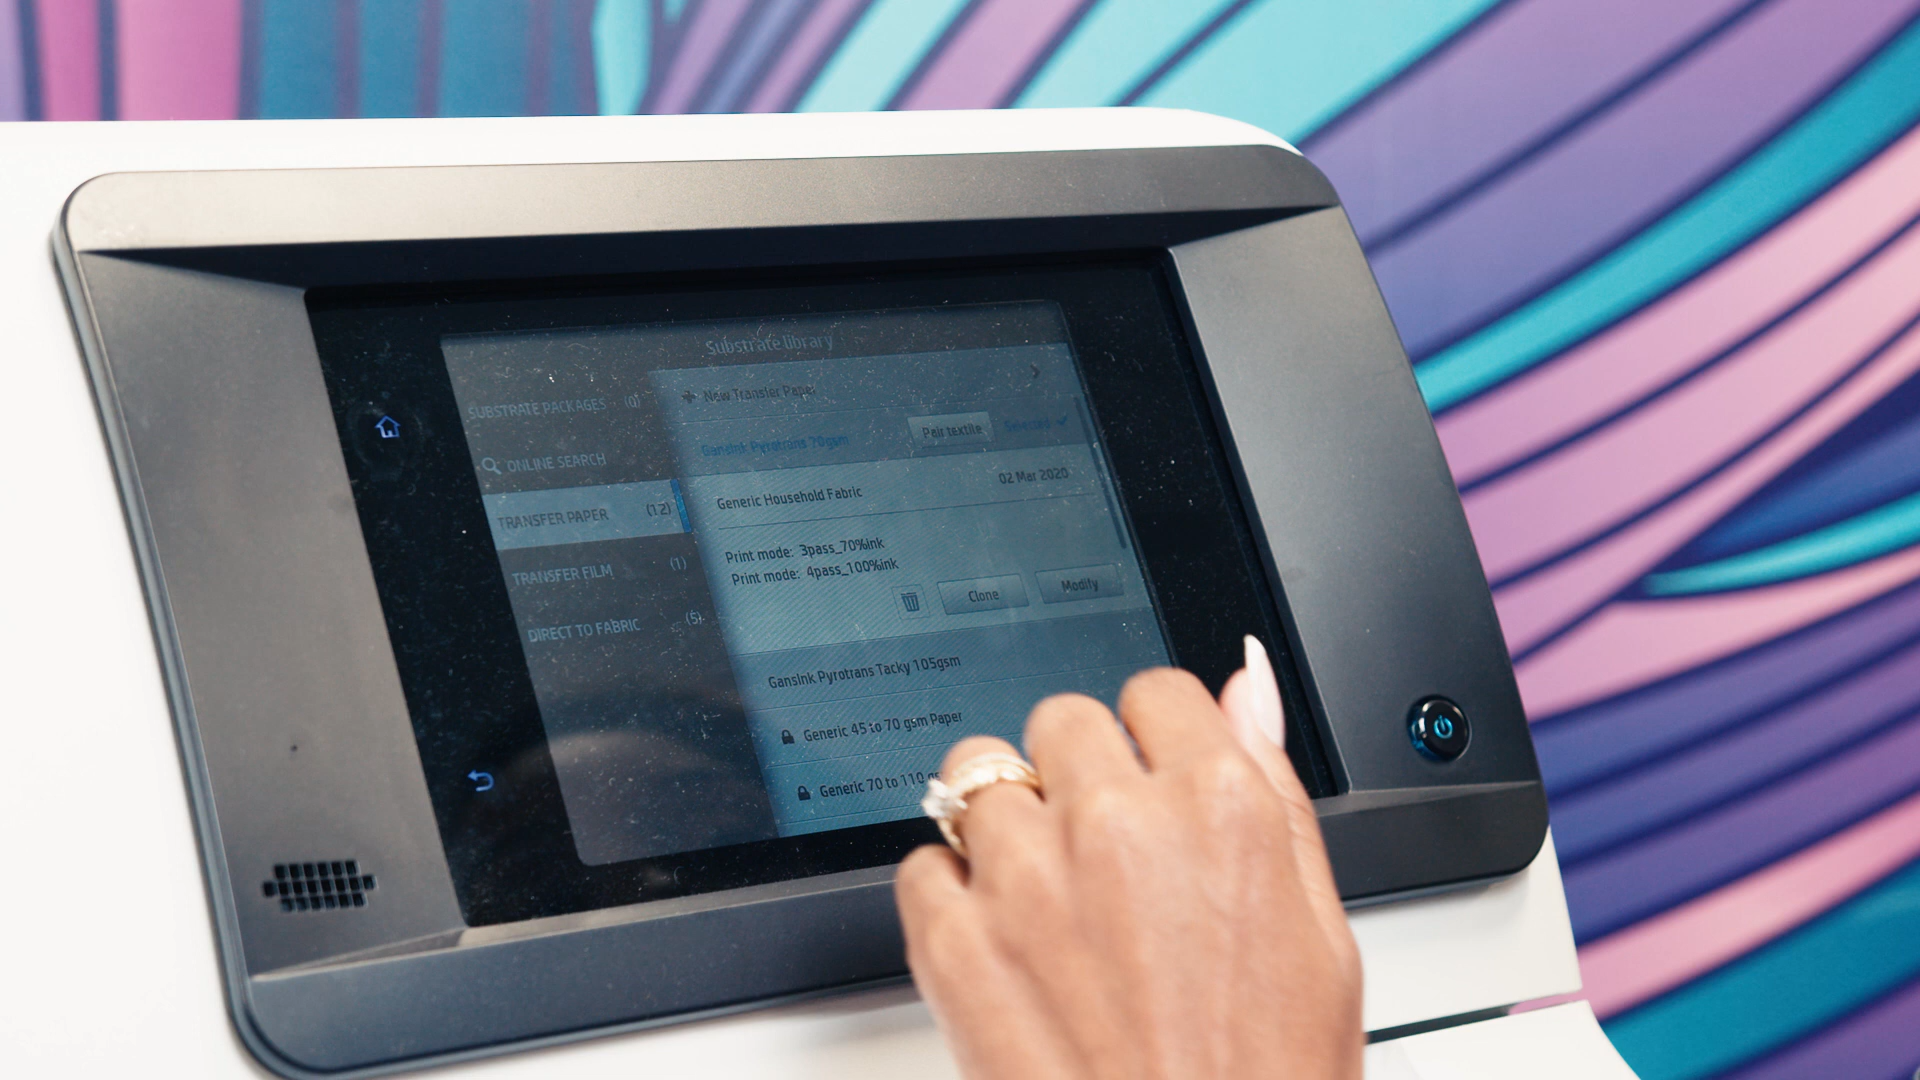 Substrate library
SUBSTRATE PACKAGES (0)
ONLINE SEARCH
TRANSFER PAPER (12)
TRANSFER FILM (1)
DIRECT TO FABRIC (5)
New Transfer Paper
Gansink Pyrotrans 70gsm Pair textile Selected
Generic Household Fabric 02 Mar 2020
Print mode: 3pass_70%ink
Print mode: 4pass_100%ink
Clone Modify
Gansink Pyrotrans Tacky 105gsm
Generic 45 to 70 gsm Paper
Generic 70 to 110